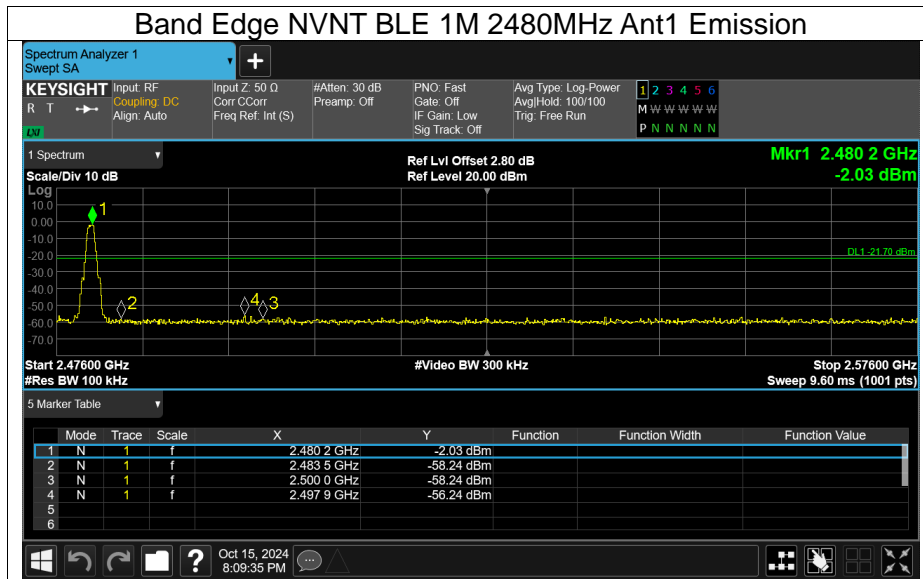 Band Edge NVNT BLE 1M 2480MHz Ant1 Emission
Spectrum Analyzer 1
Swept SA
+
KEYSIGHT Input: RF Input Z: 50 Ω #Atten: 30 dB PNO: Fast Avg Type: Log-Power 1 2 3 4 5 6
R T Coupling: DC Corr CCorr Preamp: Off Gate: Off Avg|Hold: 100/100 M W W W W W
Align: Auto Freq Ref: Int (S) IF Gain: Low Trig: Free Run
LXI Sig Track: Off P N N N N N
1 Spectrum Ref Lvl Offset 2.80 dB Mkr1 2.480 2 GHz
Scale/Div 10 dB Ref Level 20.00 dBm -2.03 dBm
Log
10.0
1
0.00
-10.0
-20.0
DL1 -21.70 dBm
-30.0
-40.0
-50.0
2 4 3
-60.0
-70.0
Start 2.47600 GHz #Video BW 300 kHz Stop 2.57600 GHz
#Res BW 100 kHz Sweep 9.60 ms (1001 pts)
5 Marker Table
Mode Trace Scale X Y Function Function Width Function Value
1 N 1 f 2.480 2 GHz -2.03 dBm
2 N 1 f 2.483 5 GHz -58.24 dBm
3 N 1 f 2.500 0 GHz -58.24 dBm
4 N 1 f 2.497 9 GHz -56.24 dBm
5
6
? Oct 15, 2024
8:09:35 PM